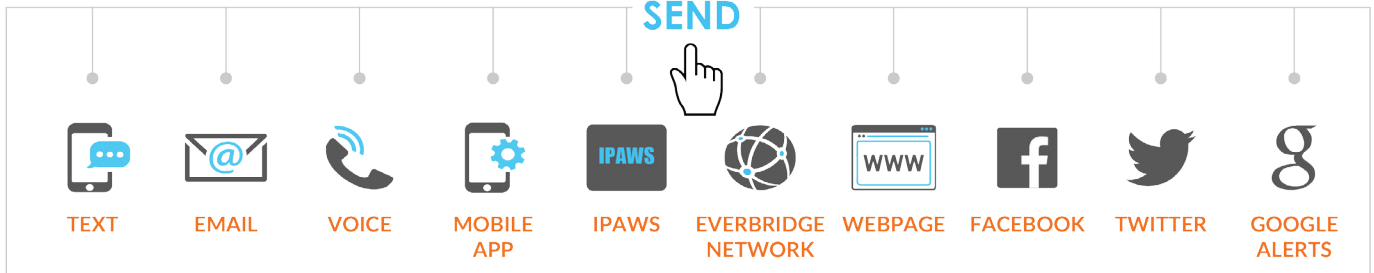 SEND
@
IPAWS
WWW
f
g
TEXT
EMAIL
VOICE
MOBILE
APP
IPAWS
EVERBRIDGE
NETWORK
WEBPAGE
FACEBOOK
TWITTER
GOOGLE
ALERTS